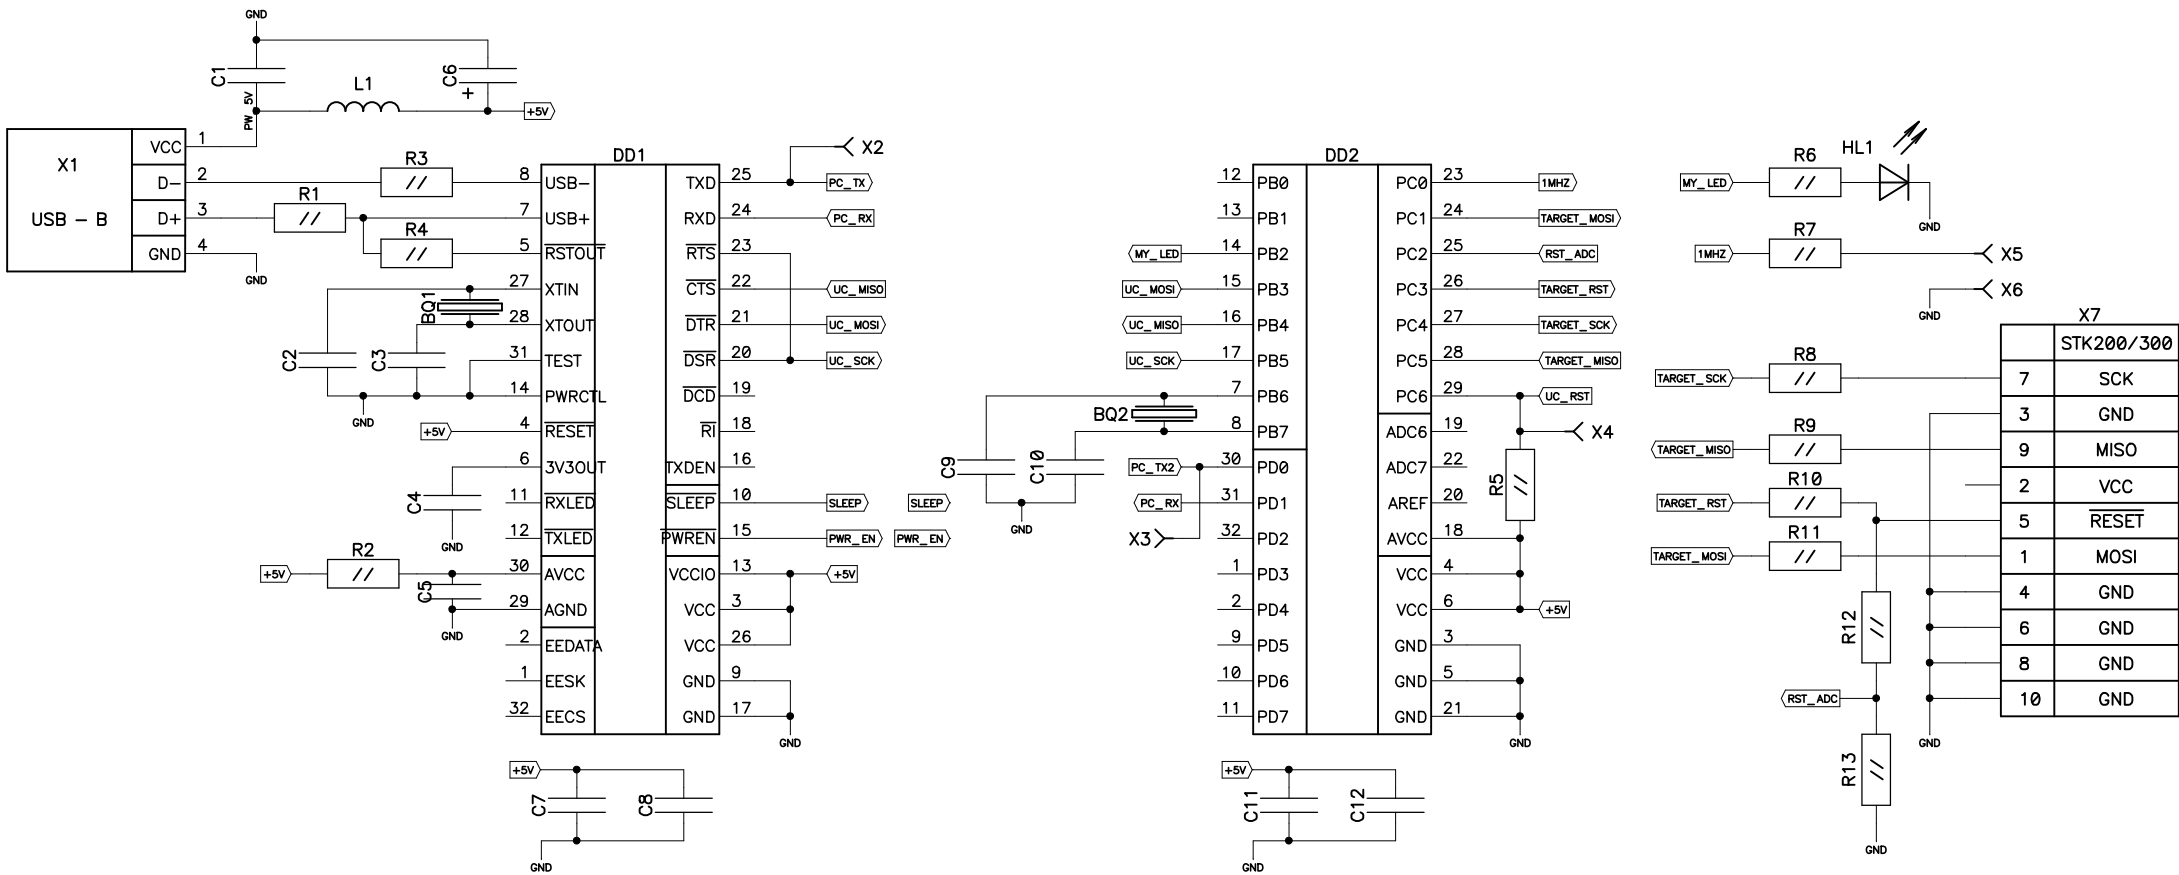 GND
C1
C6
+
L1
PW_5V
+5V
X1
USB - B
VCC 1
D- 2
D+ 3
GND 4
GND
R3
R1
R4
DD1
8 USB-
7 USB+
5 RSTOUT
27 XTIN
28 XTOUT
31 TEST
14 PWRCTL
4 RESET
6 3V3OUT
11 RXLED
12 TXLED
30 AVCC
29 AGND
2 EEDATA
1 EESK
32 EECS
BQ1
C2
C3
GND
+5V
C4
GND
R2
+5V
C5
GND
TXD 25
RXD 24
RTS 23
CTS 22
DTR 21
DSR 20
DCD 19
RI 18
TXDEN 16
SLEEP 10
PWREN 15
VCCIO 13
VCC 3
VCC 26
GND 9
GND 17
X2
PC_TX
PC_RX
UC_MISO
UC_MOSI
UC_SCK
SLEEP
SLEEP
PWR_EN
PWR_EN
+5V
GND
+5V
C7
C8
GND
DD2
12 PB0
13 PB1
14 PB2
15 PB3
16 PB4
17 PB5
7 PB6
8 PB7
30 PD0
31 PD1
32 PD2
1 PD3
2 PD4
9 PD5
10 PD6
11 PD7
MY_LED
UC_MOSI
UC_MISO
UC_SCK
BQ2
C9
C10
GND
PC_TX2
PC_RX
X3
PC0 23
PC1 24
PC2 25
PC3 26
PC4 27
PC5 28
PC6 29
ADC6 19
ADC7 22
AREF 20
AVCC 18
VCC 4
VCC 6
GND 3
GND 5
GND 21
1MHZ
TARGET_MOSI
RST_ADC
TARGET_RST
TARGET_SCK
TARGET_MISO
UC_RST
X4
R5
+5V
GND
+5V
C11
C12
GND
MY_LED
R6
HL1
GND
1MHZ
R7
X5
X6
GND
X7
STK200/300
7 SCK
3 GND
9 MISO
2 VCC
5 RESET
1 MOSI
4 GND
6 GND
8 GND
10 GND
TARGET_SCK
R8
TARGET_MISO
R9
TARGET_RST
R10
TARGET_MOSI
R11
R12
RST_ADC
R13
GND
GND